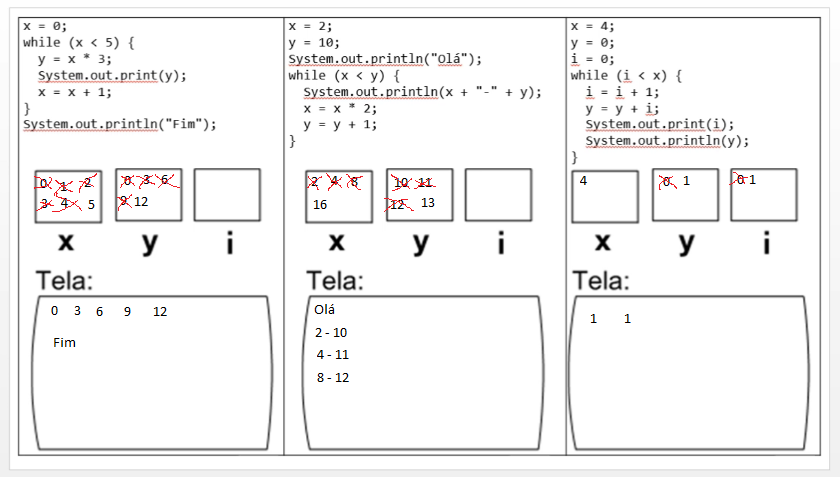 x = 0;
while (x < 5) {
y = x * 3;
System.out.print(y);
x = x + 1;
}
System.out.println("Fim");
0 1 2
3 4 5
0 3 6
9 12
x y i
Tela:
0 3 6 9 12
Fim
x = 2;
y = 10;
System.out.println("Olá");
while (x < y) {
System.out.println(x + "-" + y);
x = x * 2;
y = y + 1;
}
2 4 8
16
10 11
12 13
x y i
Tela:
Olá
2 - 10
4 - 11
8 - 12
x = 4;
y = 0;
i = 0;
while (i < x) {
i = i + 1;
y = y + i;
System.out.print(i);
System.out.println(y);
}
4
0 1
0 1
x y i
Tela:
1 1